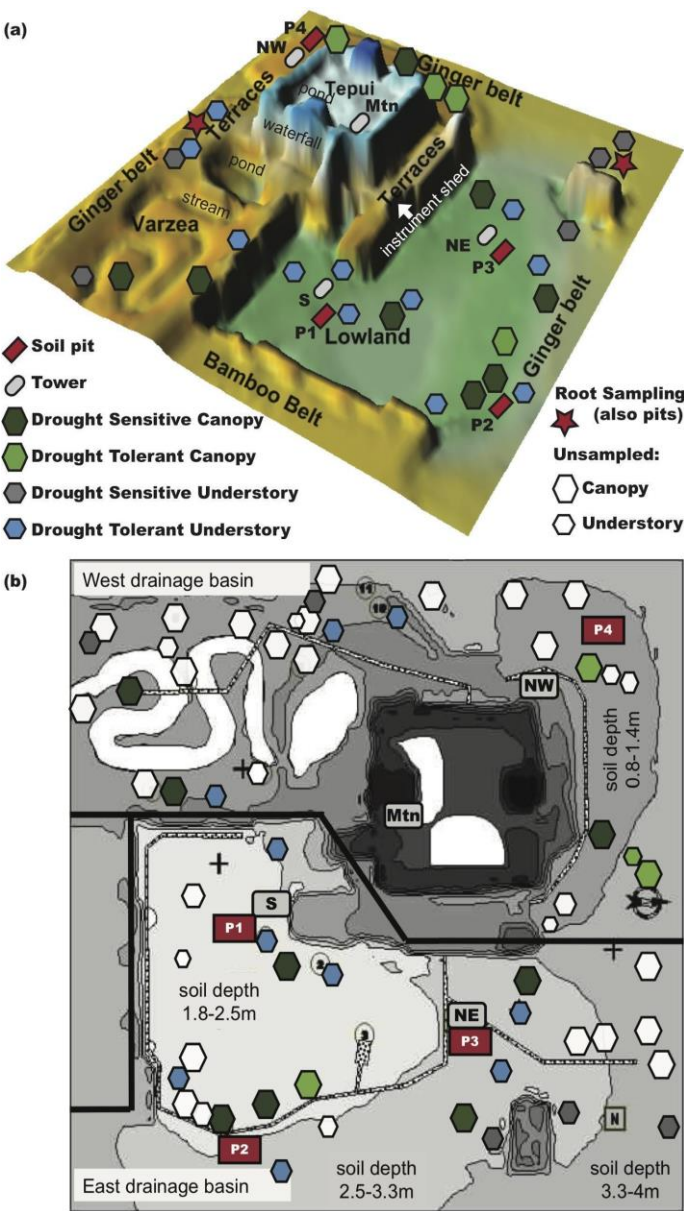 (a)
P4
NW
Ginger belt
Tepui
pond
Mtn
Terraces
waterfall
pond
Terraces
instrument shed
Ginger belt
stream
Varzea
NE
P3
S
P1
Lowland
Ginger belt
Bamboo Belt
P2
Soil pit
Tower
Drought Sensitive Canopy
Drought Tolerant Canopy
Drought Sensitive Understory
Drought Tolerant Understory
Root Sampling
(also pits)
Unsampled:
Canopy
Understory
(b)
West drainage basin
11
10
P4
NW
soil depth
0.8-1.4m
Mtn
S
P1
2
soil depth
1.8-2.5m
NE
P3
3
N
P2
East drainage basin
soil depth
2.5-3.3m
soil depth
3.3-4m